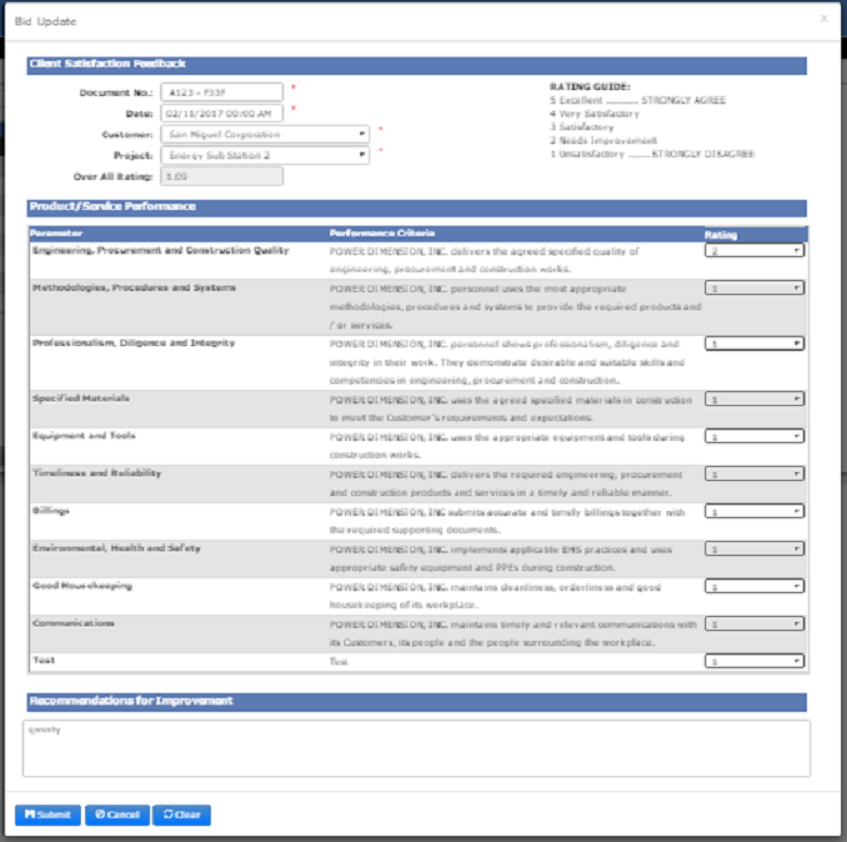 Bid Update
x
Client Satisfaction Feedback
Document No.: A123 - F33F *
Date: 02/11/2017 00:00 AM *
Customer: San Miguel Corporation *
Project: Energy Sub Station 2 *
Over All Rating: 1.09
RATING GUIDE:
5 Excellent ............ STRONGLY AGREE
4 Very Satisfactory
3 Satisfactory
2 Needs Improvement
1 Unsatisfactory ........ STRONGLY DISAGREE
Product/Service Performance
Parameter Performance Criteria Rating
Engineering, Procurement and Construction Quality POWER DIMENSION, INC. delivers the agreed specified quality of 2
engineering, procurement and construction works.
Methodologies, Procedures and Systems POWER DIMENSION, INC. personnel uses the most appropriate 1
methodologies, procedures and systems to provide the required products and
/ or services.
Professionalism, Diligence and Integrity POWER DIMENSION, INC. personnel shows professionalism, diligence and 1
integrity in their work. They demonstrate desirable and suitable skills and
competencies in engineering, procurement and construction.
Specified Materials POWER DIMENSION, INC. uses the agreed specified materials in construction 1
to meet the Customer's requirements and expectations.
Equipment and Tools POWER DIMENSION, INC. uses the appropriate equipment and tools during 1
construction works.
Timeliness and Reliability POWER DIMENSION, INC. delivers the required engineering, procurement 1
and construction products and services in a timely and reliable manner.
Billings POWER DIMENSION, INC submits accurate and timely billings together with 1
the required supporting documents.
Environmental, Health and Safety POWER DIMENSION, INC. implements applicable EHS practices and uses 1
appropriate safety equipment and PPEs during construction.
Good Housekeeping POWER DIMENSION, INC. maintains cleanliness, orderliness and good 1
housekeeping of its workplace.
Communications POWER DIMENSION, INC. maintains timely and relevant communications with 1
its Customers, its people and the people surrounding the workplace.
Test Test 1
Recommendations for Improvement
qwerty
Submit Cancel Clear